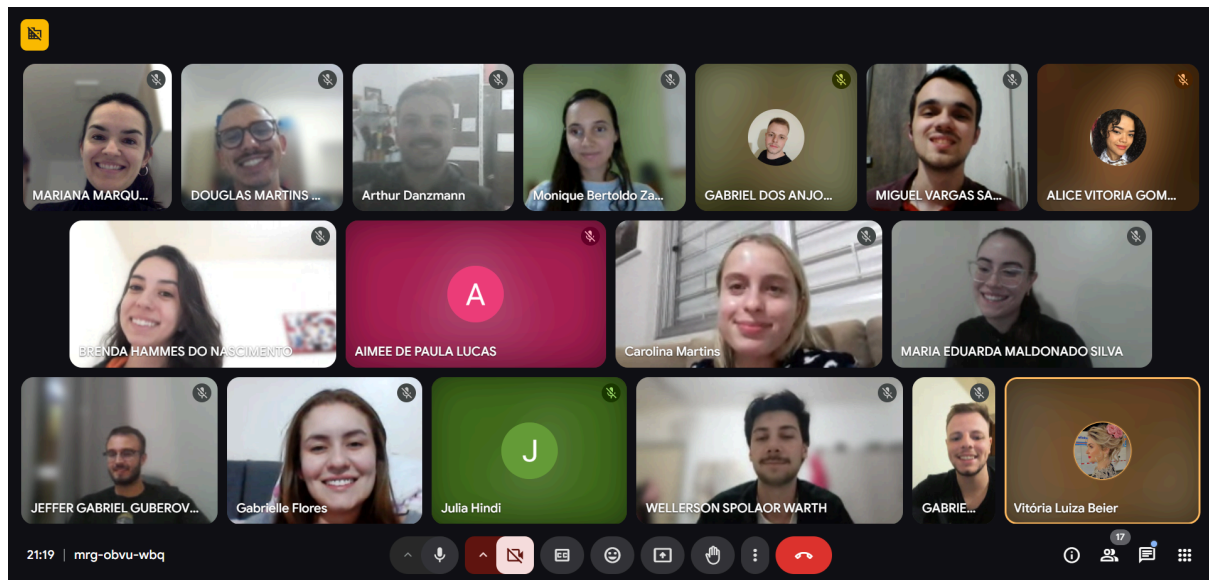 MARIANA MARQU...
DOUGLAS MARTINS ...
Arthur Danzmann
Monique Bertoldo Za...
GABRIEL DOS ANJO...
MIGUEL VARGAS SA...
ALICE VITORIA GOM...
BRENDA HAMMES DO NASCIMENTO
A
AIMEE DE PAULA LUCAS
Carolina Martins
MARIA EDUARDA MALDONADO SILVA
JEFFER GABRIEL GUBEROV...
Gabrielle Flores
J
Julia Hindi
WELLERSON SPOLAOR WARTH
GABRIE...
Vitória Luiza Beier
21:19 | mrg-obvu-wbq
17